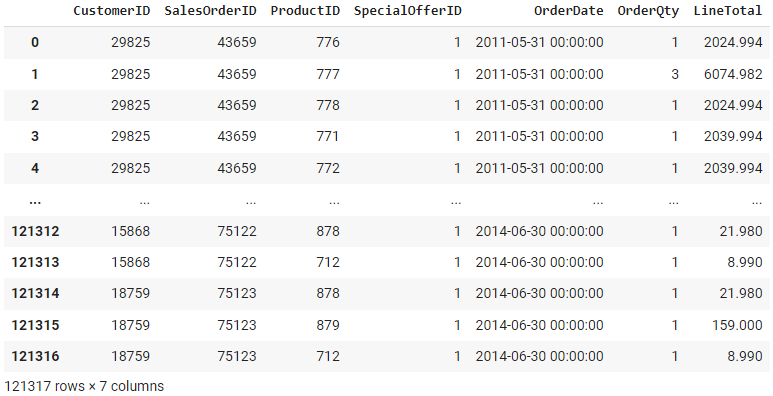 CustomerID SalesOrderID ProductID SpecialOfferID OrderDate OrderQty LineTotal
0 29825 43659 776 1 2011-05-31 00:00:00 1 2024.994
1 29825 43659 777 1 2011-05-31 00:00:00 3 6074.982
2 29825 43659 778 1 2011-05-31 00:00:00 1 2024.994
3 29825 43659 771 1 2011-05-31 00:00:00 1 2039.994
4 29825 43659 772 1 2011-05-31 00:00:00 1 2039.994
... ... ... ... ... ... ... ...
121312 15868 75122 878 1 2014-06-30 00:00:00 1 21.980
121313 15868 75122 712 1 2014-06-30 00:00:00 1 8.990
121314 18759 75123 878 1 2014-06-30 00:00:00 1 21.980
121315 18759 75123 879 1 2014-06-30 00:00:00 1 159.000
121316 18759 75123 712 1 2014-06-30 00:00:00 1 8.990
121317 rows × 7 columns